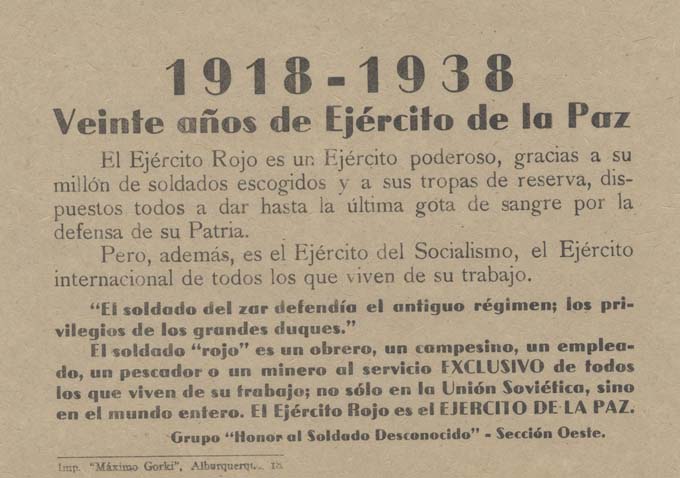 1918-1938
Veinte años de Ejército de la Paz
El Ejército Rojo es un Ejército poderoso, gracias a su
millón de soldados escogidos y a sus tropas de reserva, dis-
puestos todos a dar hasta la última gota de sangre por la
defensa de su Patria.
Pero, además, es el Ejército del Socialismo, el Ejército
internacional de todos los que viven de su trabajo.
"El soldado del zar defendía el antiguo régimen; los pri-
vilegios de los grandes duques."
El soldado "rojo" es un obrero, un campesino, un emplea-
do, un pescador o un minero al servicio EXCLUSIVO de todos
los que viven de su trabajo; no sólo en la Unión Soviética, sino
en el mundo entero. El Ejército Rojo es el EJERCITO DE LA PAZ.
Grupo "Honor al Soldado Desconocido" - Sección Oeste.
Imp. "Máximo Gorki",